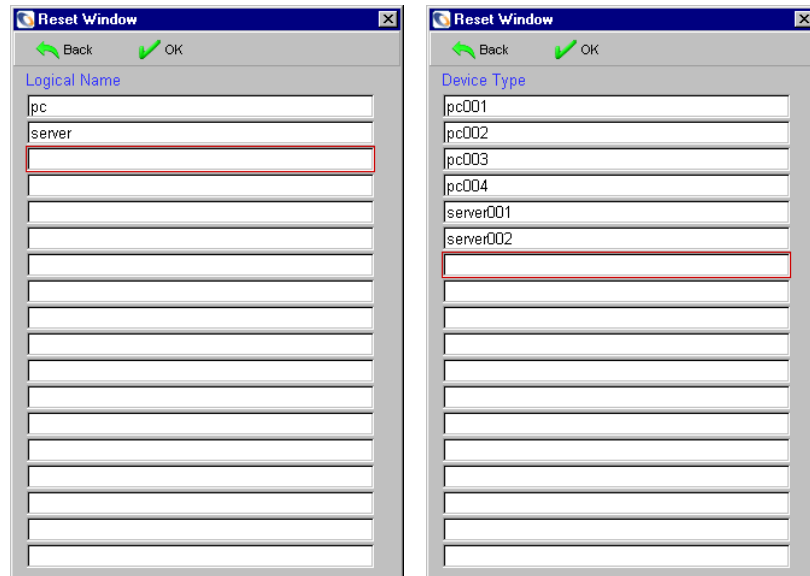 Reset Window
Back OK
Logical Name
pc
server
Reset Window
Back OK
Device Type
pc001
pc002
pc003
pc004
server001
server002